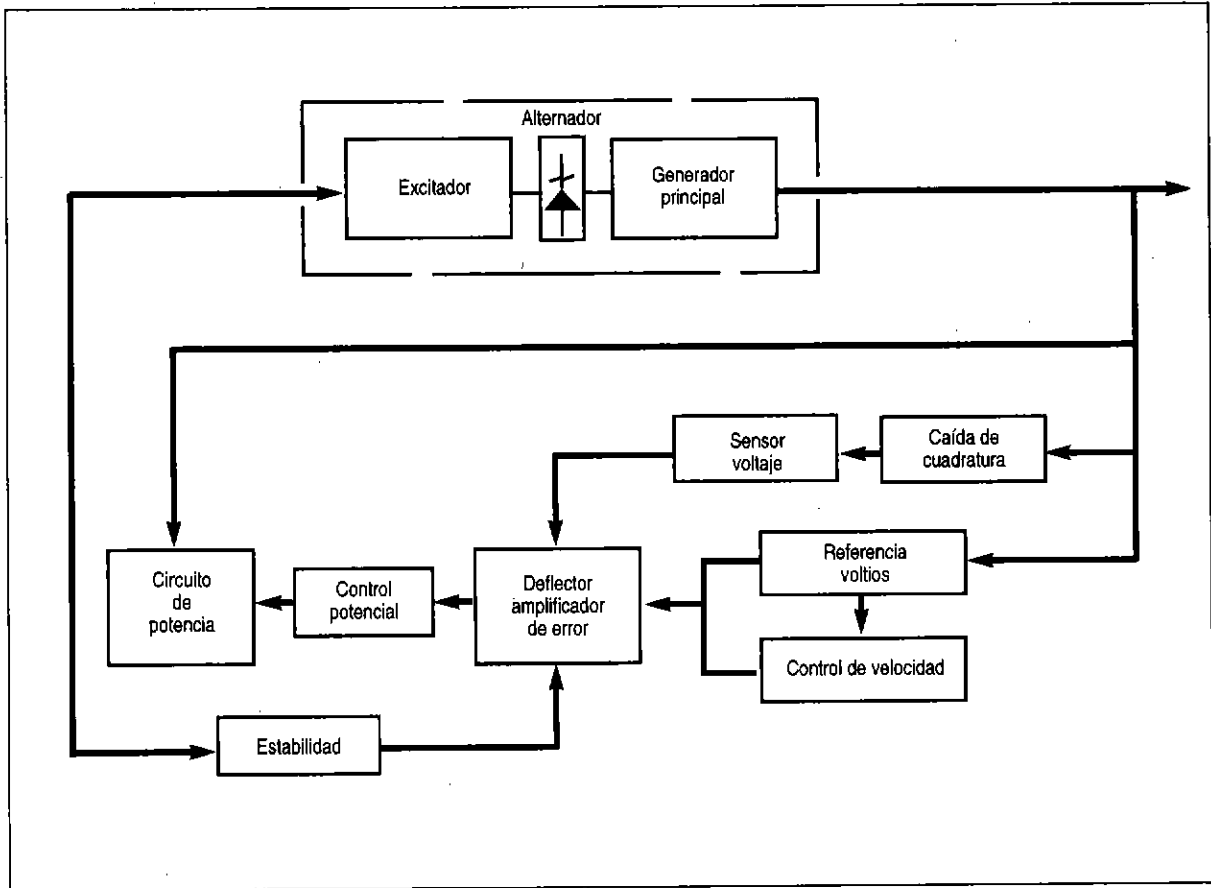 Alternador
Excitador
Generador
principal
Sensor
voltaje
Caída de
cuadratura
Circuito
de
potencia
Control
potencial
Deflector
amplificador
de error
Referencia
voltios
Control de velocidad
Estabilidad